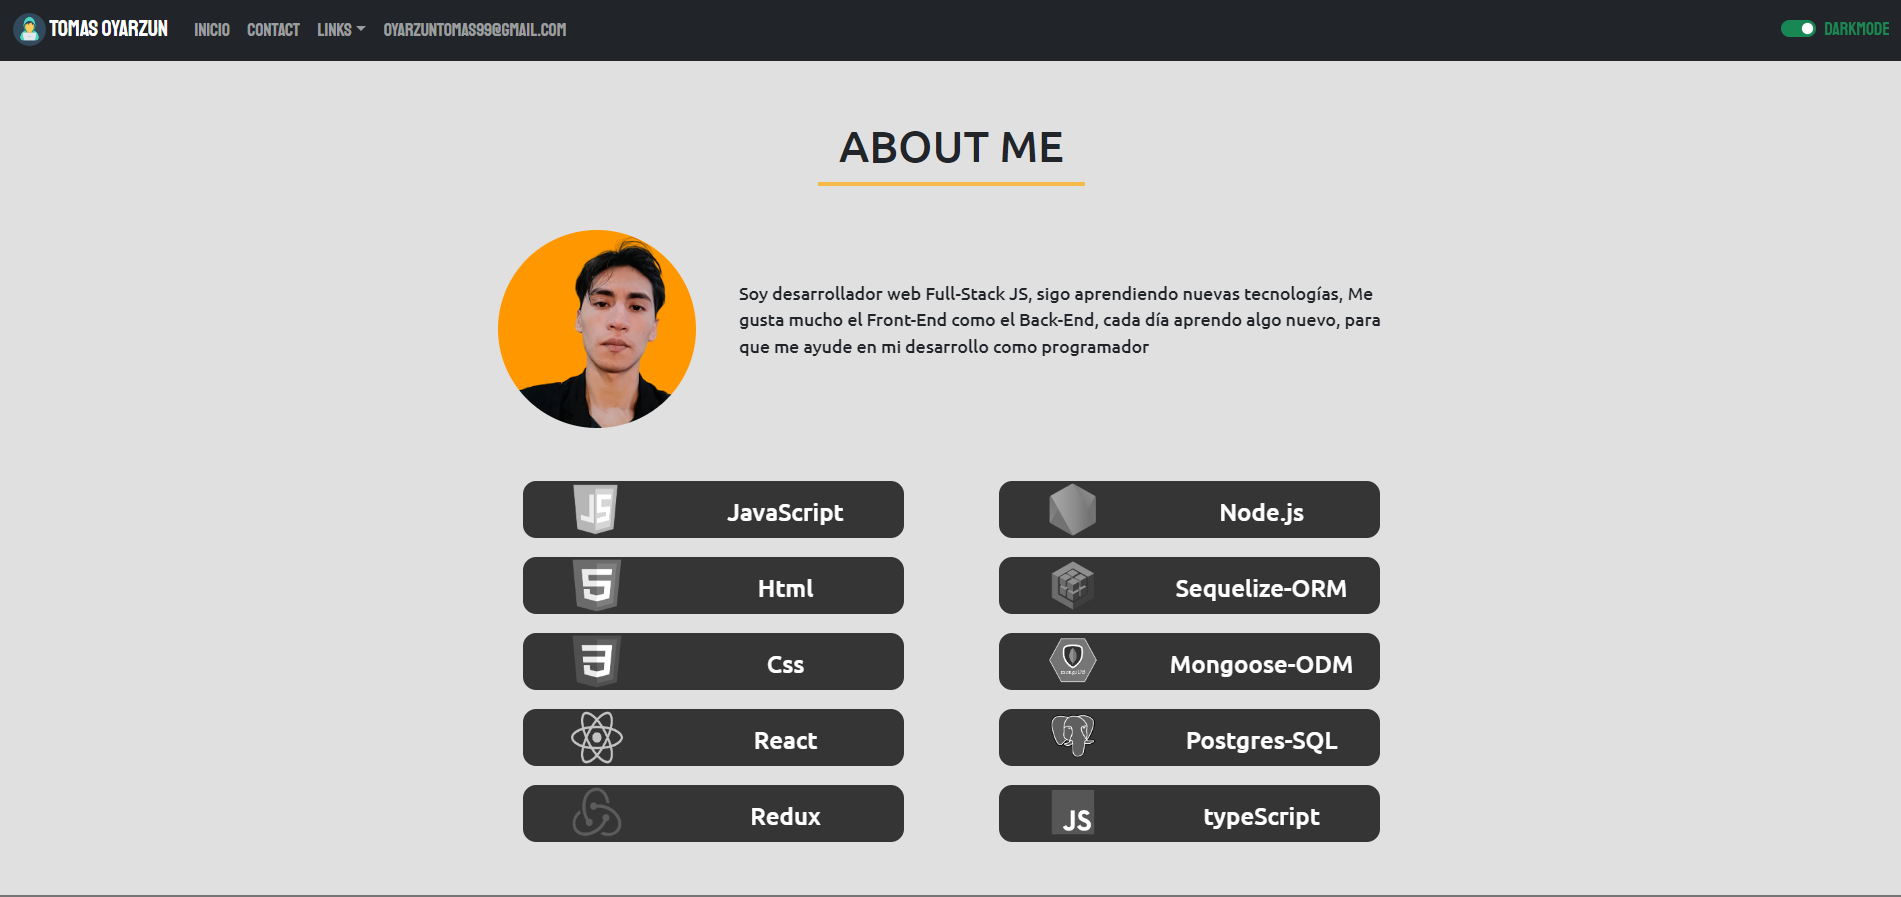 TOMAS OYARZUN INICIO CONTACT LINKS OYARZUNTOMAS99@GMAIL.COM DARKMODE
ABOUT ME
Soy desarrollador web Full-Stack JS, sigo aprendiendo nuevas tecnologías, Me
gusta mucho el Front-End como el Back-End, cada día aprendo algo nuevo, para
que me ayude en mi desarrollo como programador
JS JavaScript
Node.js
5 Html
Sequelize-ORM
3 Css
Mongoose-ODM
React
Postgres-SQL
Redux
JS typeScript